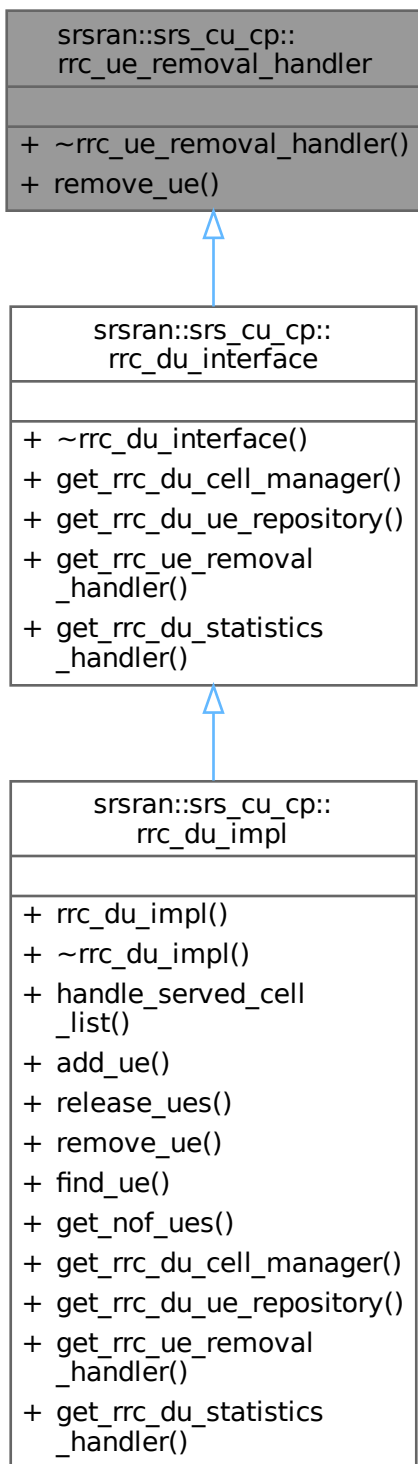 srsran::srs_cu_cp::
rrc_ue_removal_handler
+ ~rrc_ue_removal_handler()
+ remove_ue()
srsran::srs_cu_cp::
rrc_du_interface
+ ~rrc_du_interface()
+ get_rrc_du_cell_manager()
+ get_rrc_du_ue_repository()
+ get_rrc_ue_removal
_handler()
+ get_rrc_du_statistics
_handler()
srsran::srs_cu_cp::
rrc_du_impl
+ rrc_du_impl()
+ ~rrc_du_impl()
+ handle_served_cell
_list()
+ add_ue()
+ release_ues()
+ remove_ue()
+ find_ue()
+ get_nof_ues()
+ get_rrc_du_cell_manager()
+ get_rrc_du_ue_repository()
+ get_rrc_ue_removal
_handler()
+ get_rrc_du_statistics
_handler()